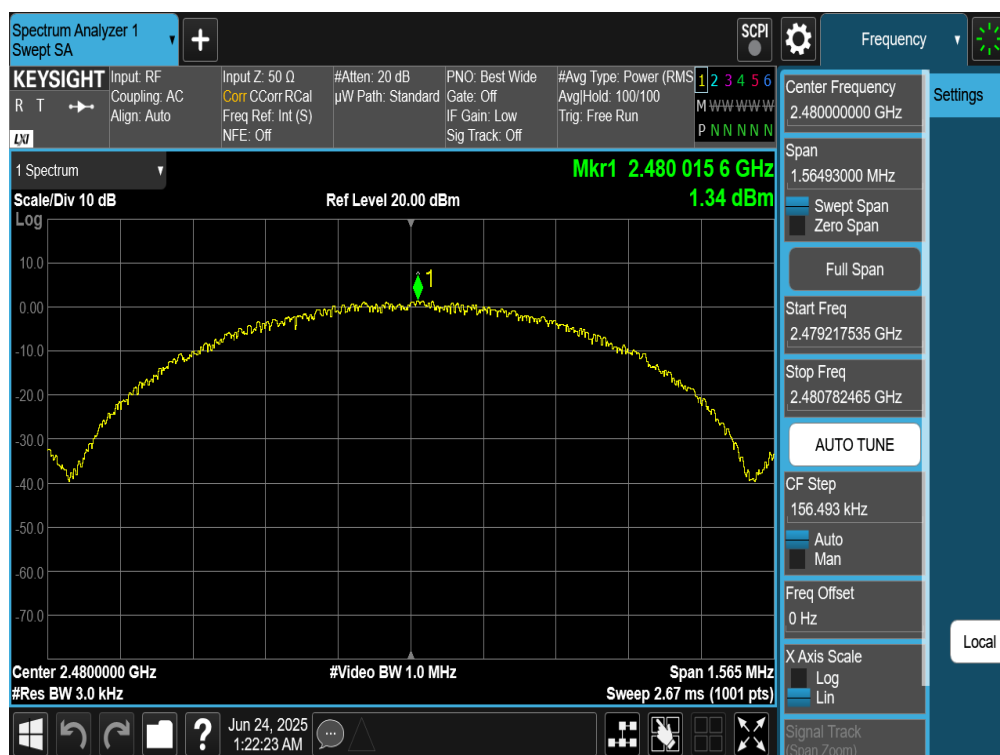 Spectrum Analyzer 1
Swept SA
+
SCPI
Frequency
KEYSIGHT
R T
LXI
Input: RF
Coupling: AC
Align: Auto
Input Z: 50 Ω
Corr CCorr RCal
Freq Ref: Int (S)
NFE: Off
#Atten: 20 dB
µW Path: Standard
PNO: Best Wide
Gate: Off
IF Gain: Low
Sig Track: Off
#Avg Type: Power (RMS
Avg|Hold: 100/100
Trig: Free Run
1 2 3 4 5 6
M W W W W W
P N N N N N
1 Spectrum
Mkr1 2.480 015 6 GHz
Scale/Div 10 dB
Ref Level 20.00 dBm
1.34 dBm
Log
1
10.0
0.00
-10.0
-20.0
-30.0
-40.0
-50.0
-60.0
-70.0
Center 2.4800000 GHz
#Video BW 1.0 MHz
Span 1.565 MHz
#Res BW 3.0 kHz
Sweep 2.67 ms (1001 pts)
Center Frequency
2.480000000 GHz
Settings
Span
1.56493000 MHz
Swept Span
Zero Span
Full Span
Start Freq
2.479217535 GHz
Stop Freq
2.480782465 GHz
AUTO TUNE
CF Step
156.493 kHz
Auto
Man
Freq Offset
0 Hz
Local
X Axis Scale
Log
Lin
Signal Track
(Span Zoom)
?
Jun 24, 2025
1:22:23 AM